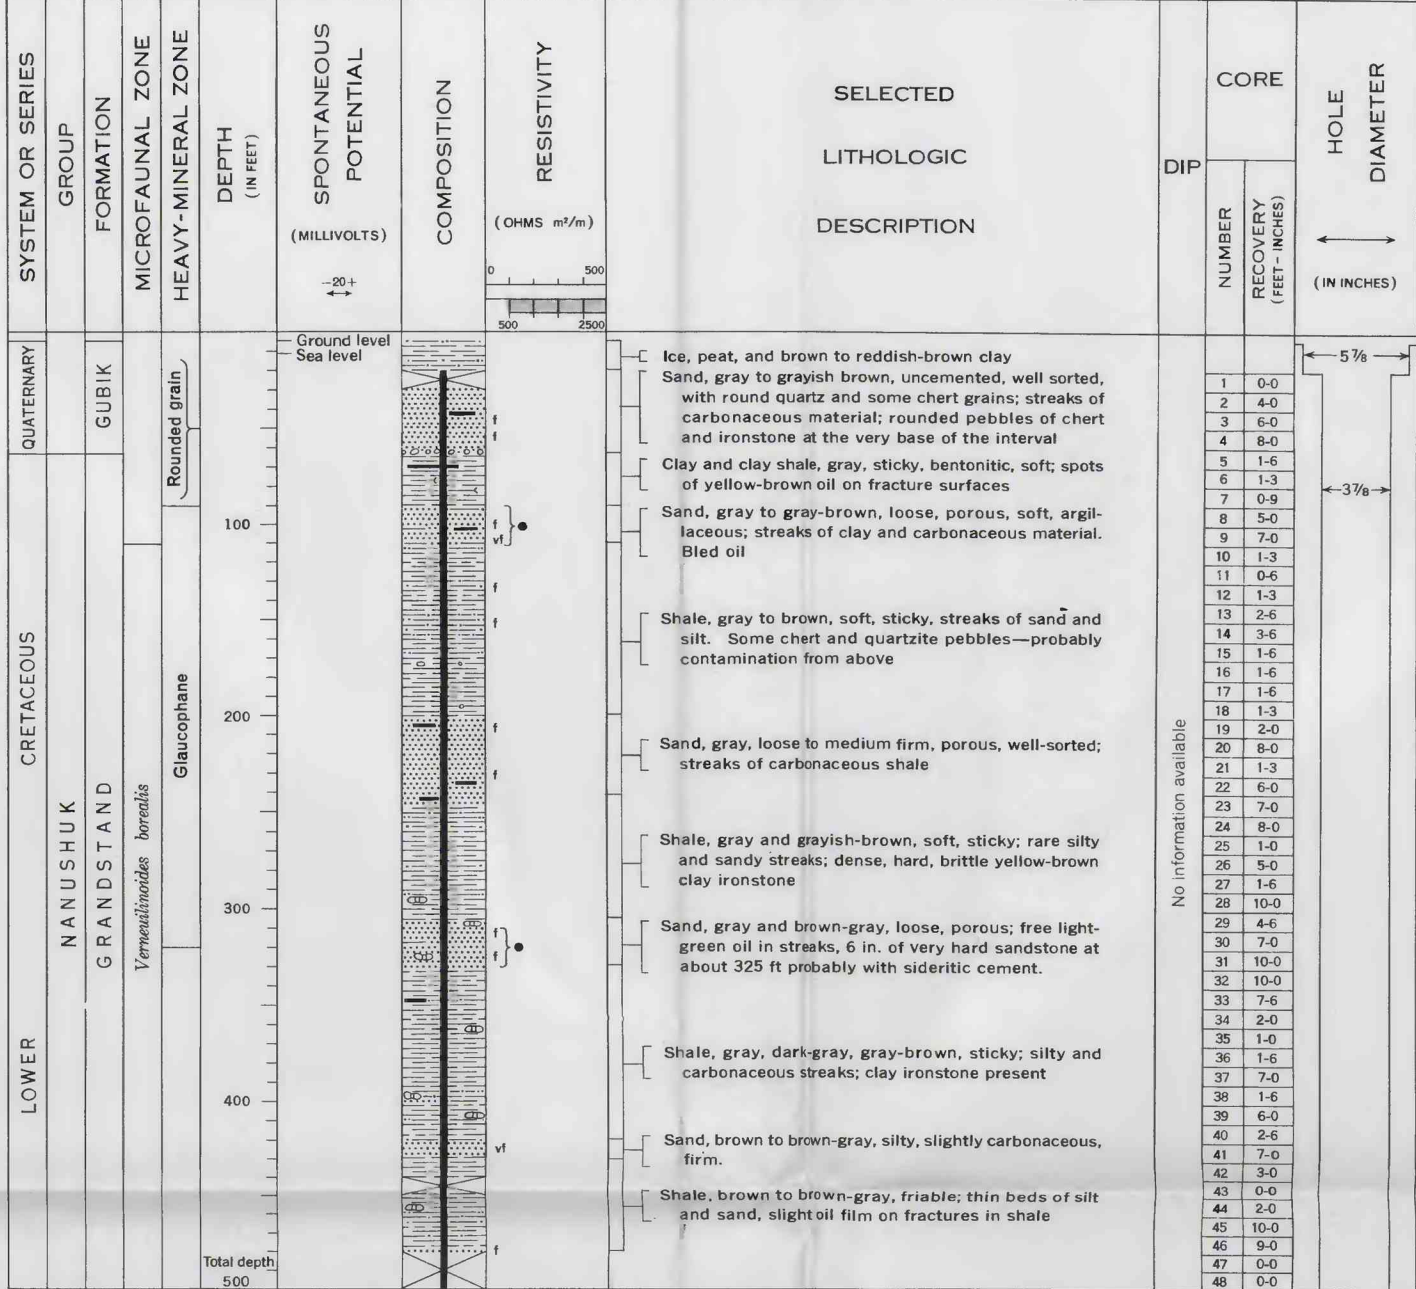 SYSTEM OR SERIES
GROUP
FORMATION
MICROFAUNAL ZONE
HEAVY-MINERAL ZONE
DEPTH
(IN FEET)
SPONTANEOUS
POTENTIAL
(MILLIVOLTS)
--20+
COMPOSITION
RESISTIVITY
(OHMS m²/m)
0 500
500 2500
SELECTED
LITHOLOGIC
DESCRIPTION
DIP
CORE
NUMBER
RECOVERY
(FEET-INCHES)
HOLE
DIAMETER
(IN INCHES)
QUATERNARY
LOWER CRETACEOUS
NANUSHUK
GUBIK
GRANDSTAND
Verneuilinoides borealis
Rounded grain
Glaucophane
100
200
300
400
Total depth
500
Ground level
Sea level
f
f
f
vf
f
f
f
f
f
f
vf
f
Ice, peat, and brown to reddish-brown clay
Sand, gray to grayish brown, uncemented, well sorted,
with round quartz and some chert grains; streaks of
carbonaceous material; rounded pebbles of chert
and ironstone at the very base of the interval
Clay and clay shale, gray, sticky, bentonitic, soft; spots
of yellow-brown oil on fracture surfaces
Sand, gray to gray-brown, loose, porous, soft, argil-
laceous; streaks of clay and carbonaceous material.
Bled oil
Shale, gray to brown, soft, sticky, streaks of sand and
silt. Some chert and quartzite pebbles—probably
contamination from above
Sand, gray, loose to medium firm, porous, well-sorted;
streaks of carbonaceous shale
Shale, gray and grayish-brown, soft, sticky; rare silty
and sandy streaks; dense, hard, brittle yellow-brown
clay ironstone
Sand, gray and brown-gray, loose, porous; free light-
green oil in streaks, 6 in. of very hard sandstone at
about 325 ft probably with sideritic cement.
Shale, gray, dark-gray, gray-brown, sticky; silty and
carbonaceous streaks; clay ironstone present
Sand, brown to brown-gray, silty, slightly carbonaceous,
firm.
Shale, brown to brown-gray, friable; thin beds of silt
and sand, slight oil film on fractures in shale
No information available
1 0-0
2 4-0
3 6-0
4 8-0
5 1-6
6 1-3
7 0-9
8 5-0
9 7-0
10 1-3
11 0-6
12 1-3
13 2-6
14 3-6
15 1-6
16 1-6
17 1-6
18 1-3
19 2-0
20 8-0
21 1-3
22 6-0
23 7-0
24 8-0
25 1-0
26 5-0
27 1-6
28 10-0
29 4-6
30 7-0
31 10-0
32 10-0
33 7-6
34 2-0
35 1-0
36 1-6
37 7-0
38 1-6
39 6-0
40 2-6
41 7-0
42 3-0
43 0-0
44 2-0
45 10-0
46 9-0
47 0-0
48 0-0
5 7/8
3 7/8